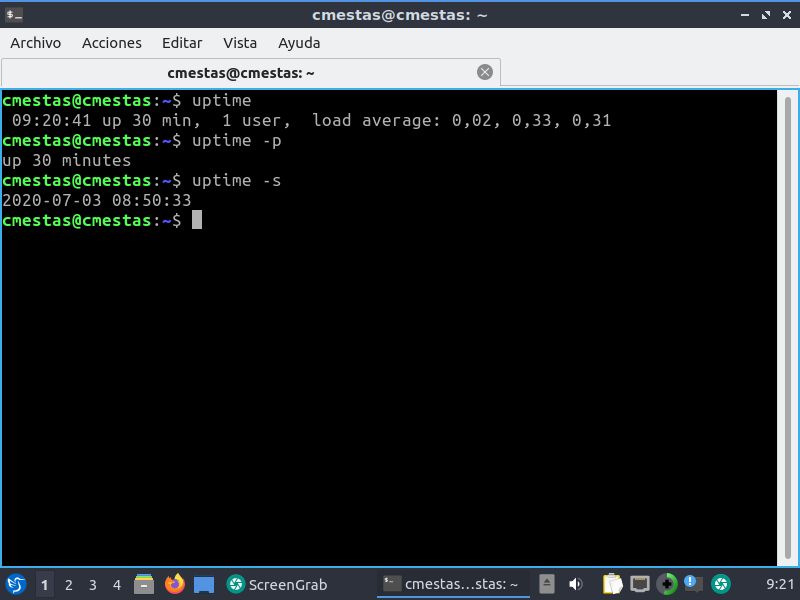 cmestas@cmestas: ~
Archivo Acciones Editar Vista Ayuda
cmestas@cmestas: ~
cmestas@cmestas:~$ uptime
 09:20:41 up 30 min,  1 user,  load average: 0,02, 0,33, 0,31
cmestas@cmestas:~$ uptime -p
up 30 minutes
cmestas@cmestas:~$ uptime -s
2020-07-03 08:50:33
cmestas@cmestas:~$
1 2 3 4 ScreenGrab cmestas...stas: ~ 9:21